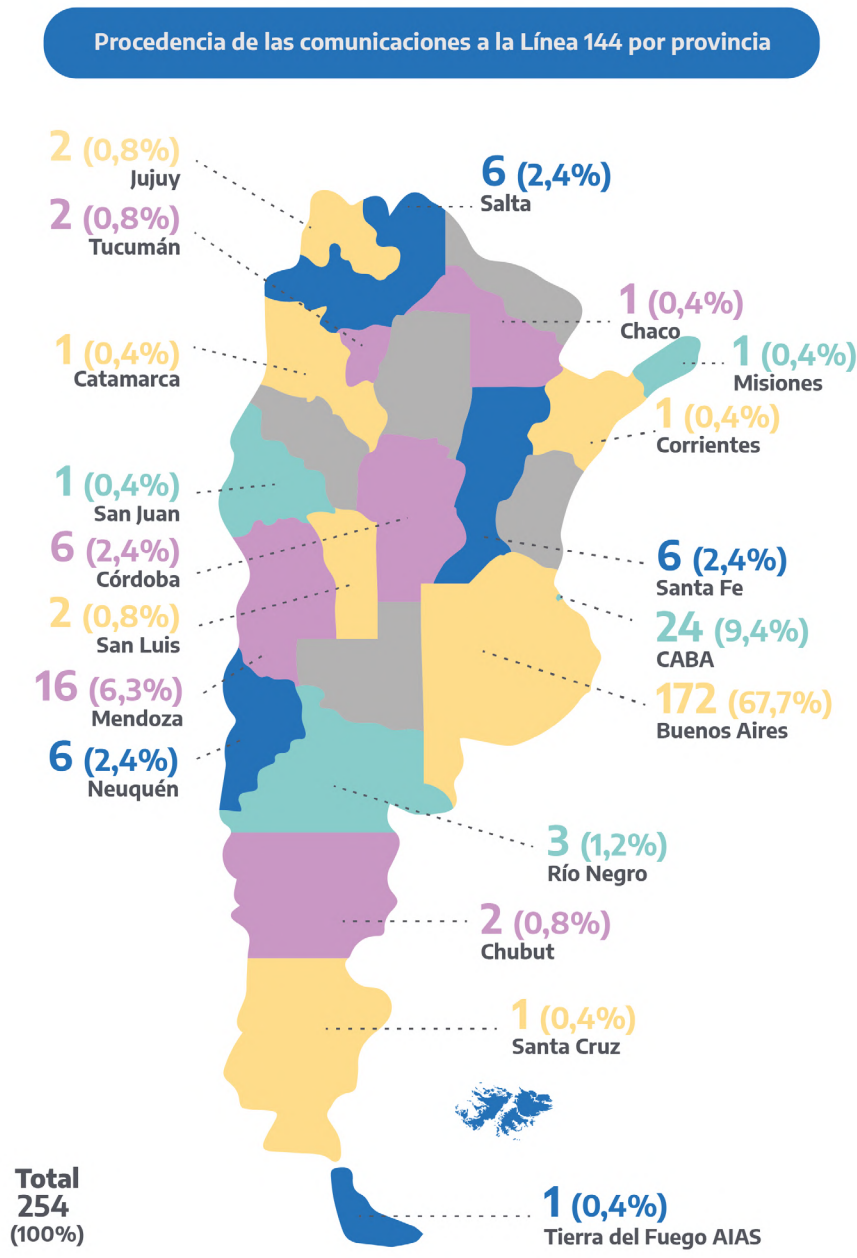 Procedencia de las comunicaciones a la Línea 144 por provincia
2 (0,8%)
Jujuy
6 (2,4%)
Salta
2 (0,8%)
Tucumán
1 (0,4%)
Chaco
1 (0,4%)
Catamarca
1 (0,4%)
Misiones
1 (0,4%)
Corrientes
1 (0,4%)
San Juan
6 (2,4%)
Córdoba
6 (2,4%)
Santa Fe
2 (0,8%)
San Luis
24 (9,4%)
CABA
16 (6,3%)
Mendoza
172 (67,7%)
Buenos Aires
6 (2,4%)
Neuquén
3 (1,2%)
Río Negro
2 (0,8%)
Chubut
1 (0,4%)
Santa Cruz
Total
254
(100%)
1 (0,4%)
Tierra del Fuego AIAS